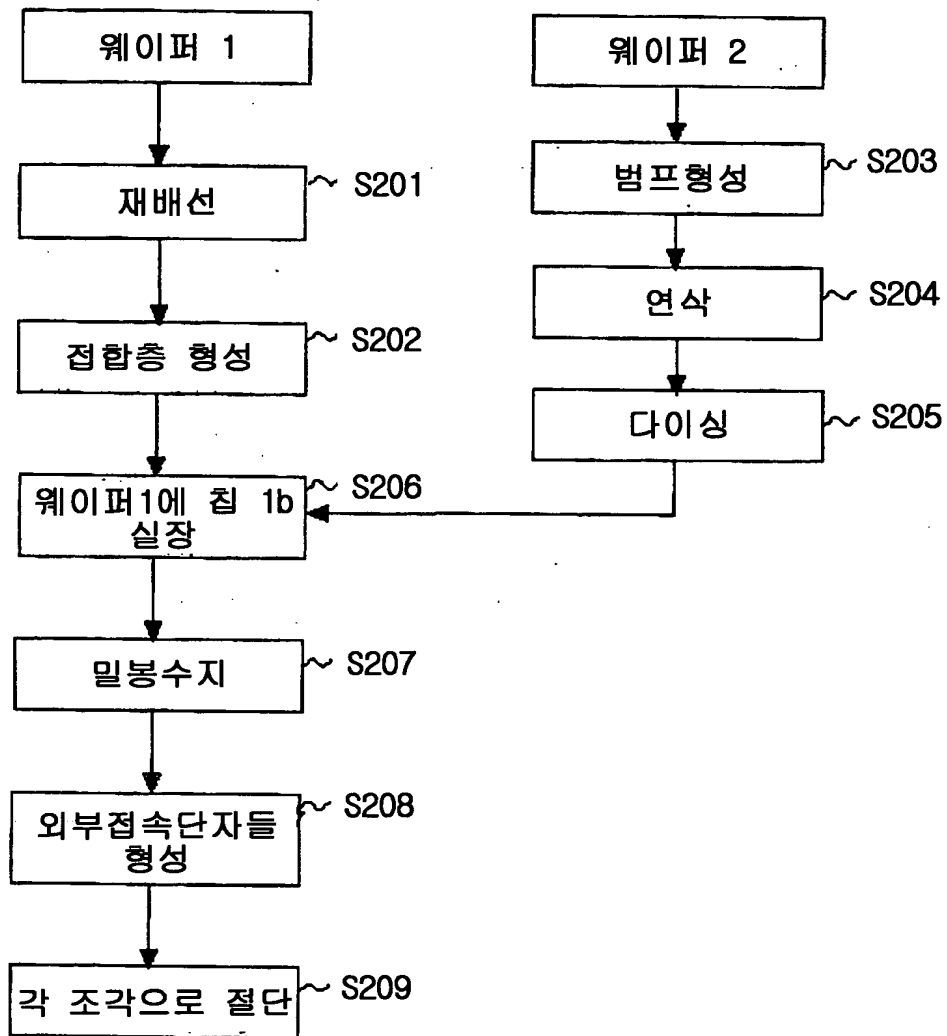 웨이퍼 1
웨이퍼 2
재배선
S201
범프형성
S203
연삭
S204
접합층 형성
S202
다이싱
S205
웨이퍼1에 칩 1b
실장
S206
밀봉수지
S207
외부접속단자들
형성
S208
각 조각으로 절단
S209